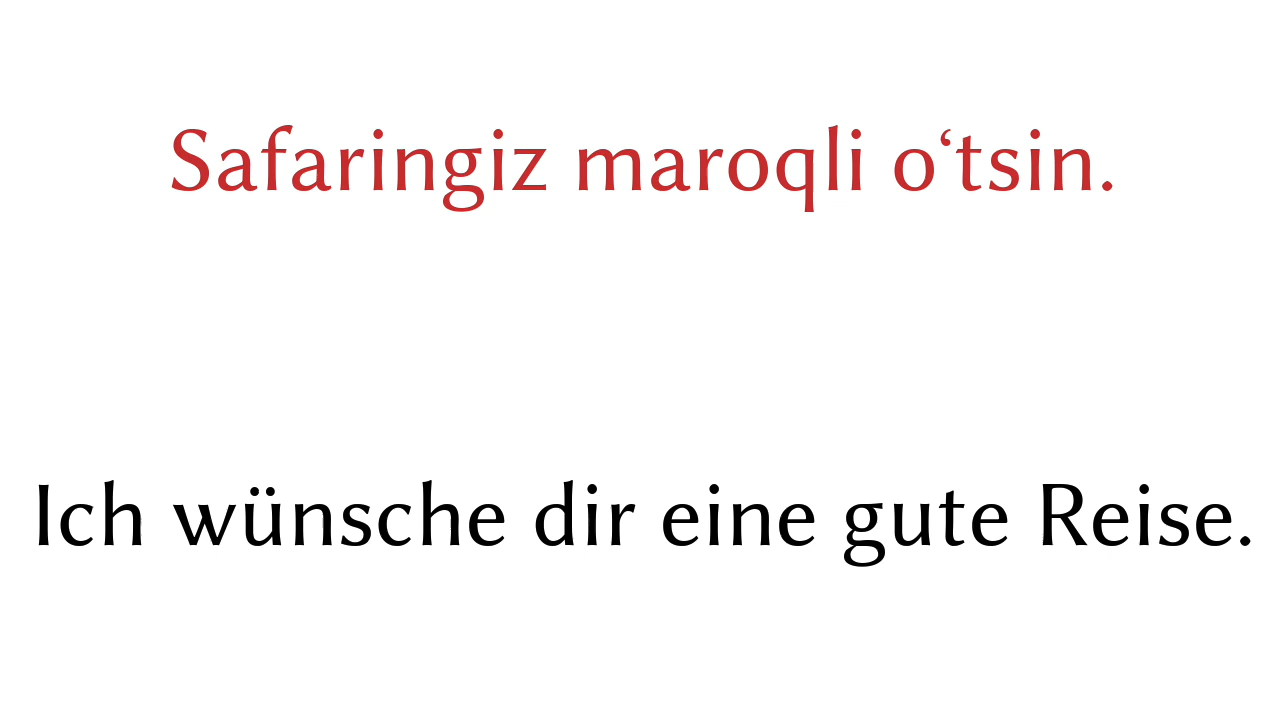 Safaringiz maroqli o‘tsin.
Ich wünsche dir eine gute Reise.